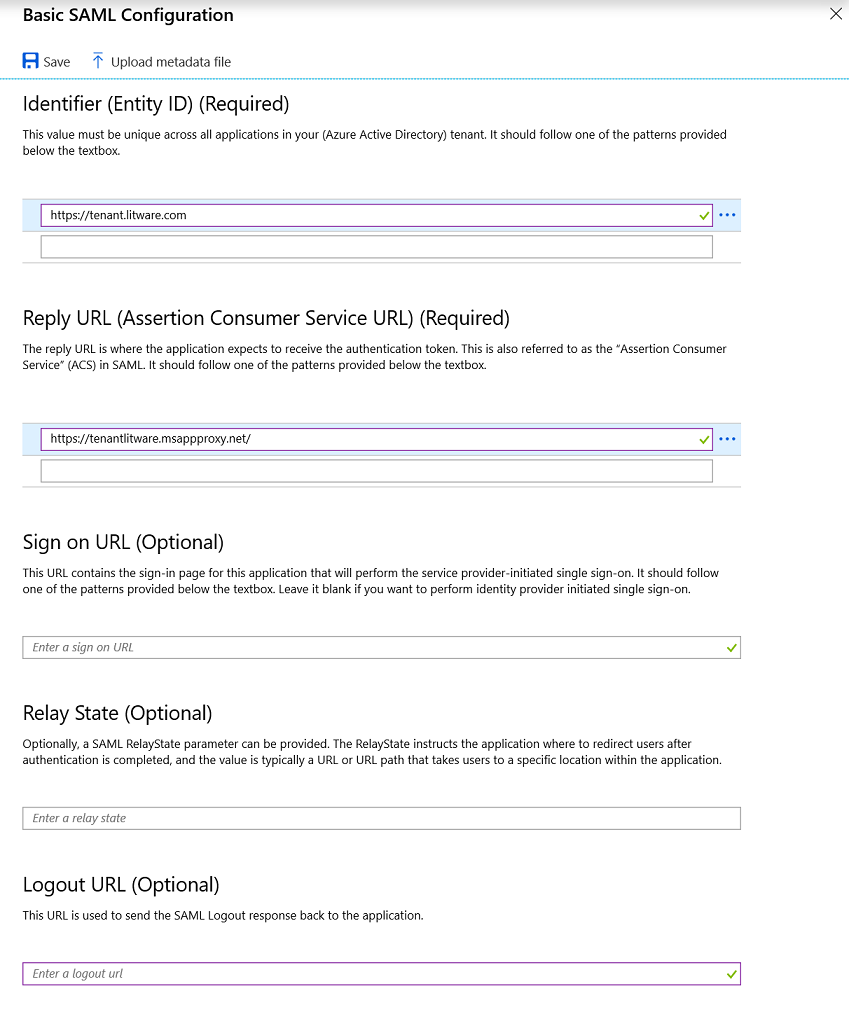 Basic SAML Configuration
Save Upload metadata file
Identifier (Entity ID) (Required)
This value must be unique across all applications in your (Azure Active Directory) tenant. It should follow one of the patterns provided
below the textbox.
https://tenant.litware.com
Reply URL (Assertion Consumer Service URL) (Required)
The reply URL is where the application expects to receive the authentication token. This is also referred to as the “Assertion Consumer
Service” (ACS) in SAML. It should follow one of the patterns provided below the textbox.
https://tenantlitware.msappproxy.net/
Sign on URL (Optional)
This URL contains the sign-in page for this application that will perform the service provider-initiated single sign-on. It should follow
one of the patterns provided below the textbox. Leave it blank if you want to perform identity provider initiated single sign-on.
Enter a sign on URL
Relay State (Optional)
Optionally, a SAML RelayState parameter can be provided. The RelayState instructs the application where to redirect users after
authentication is completed, and the value is typically a URL or URL path that takes users to a specific location within the application.
Enter a relay state
Logout URL (Optional)
This URL is used to send the SAML Logout response back to the application.
Enter a logout url